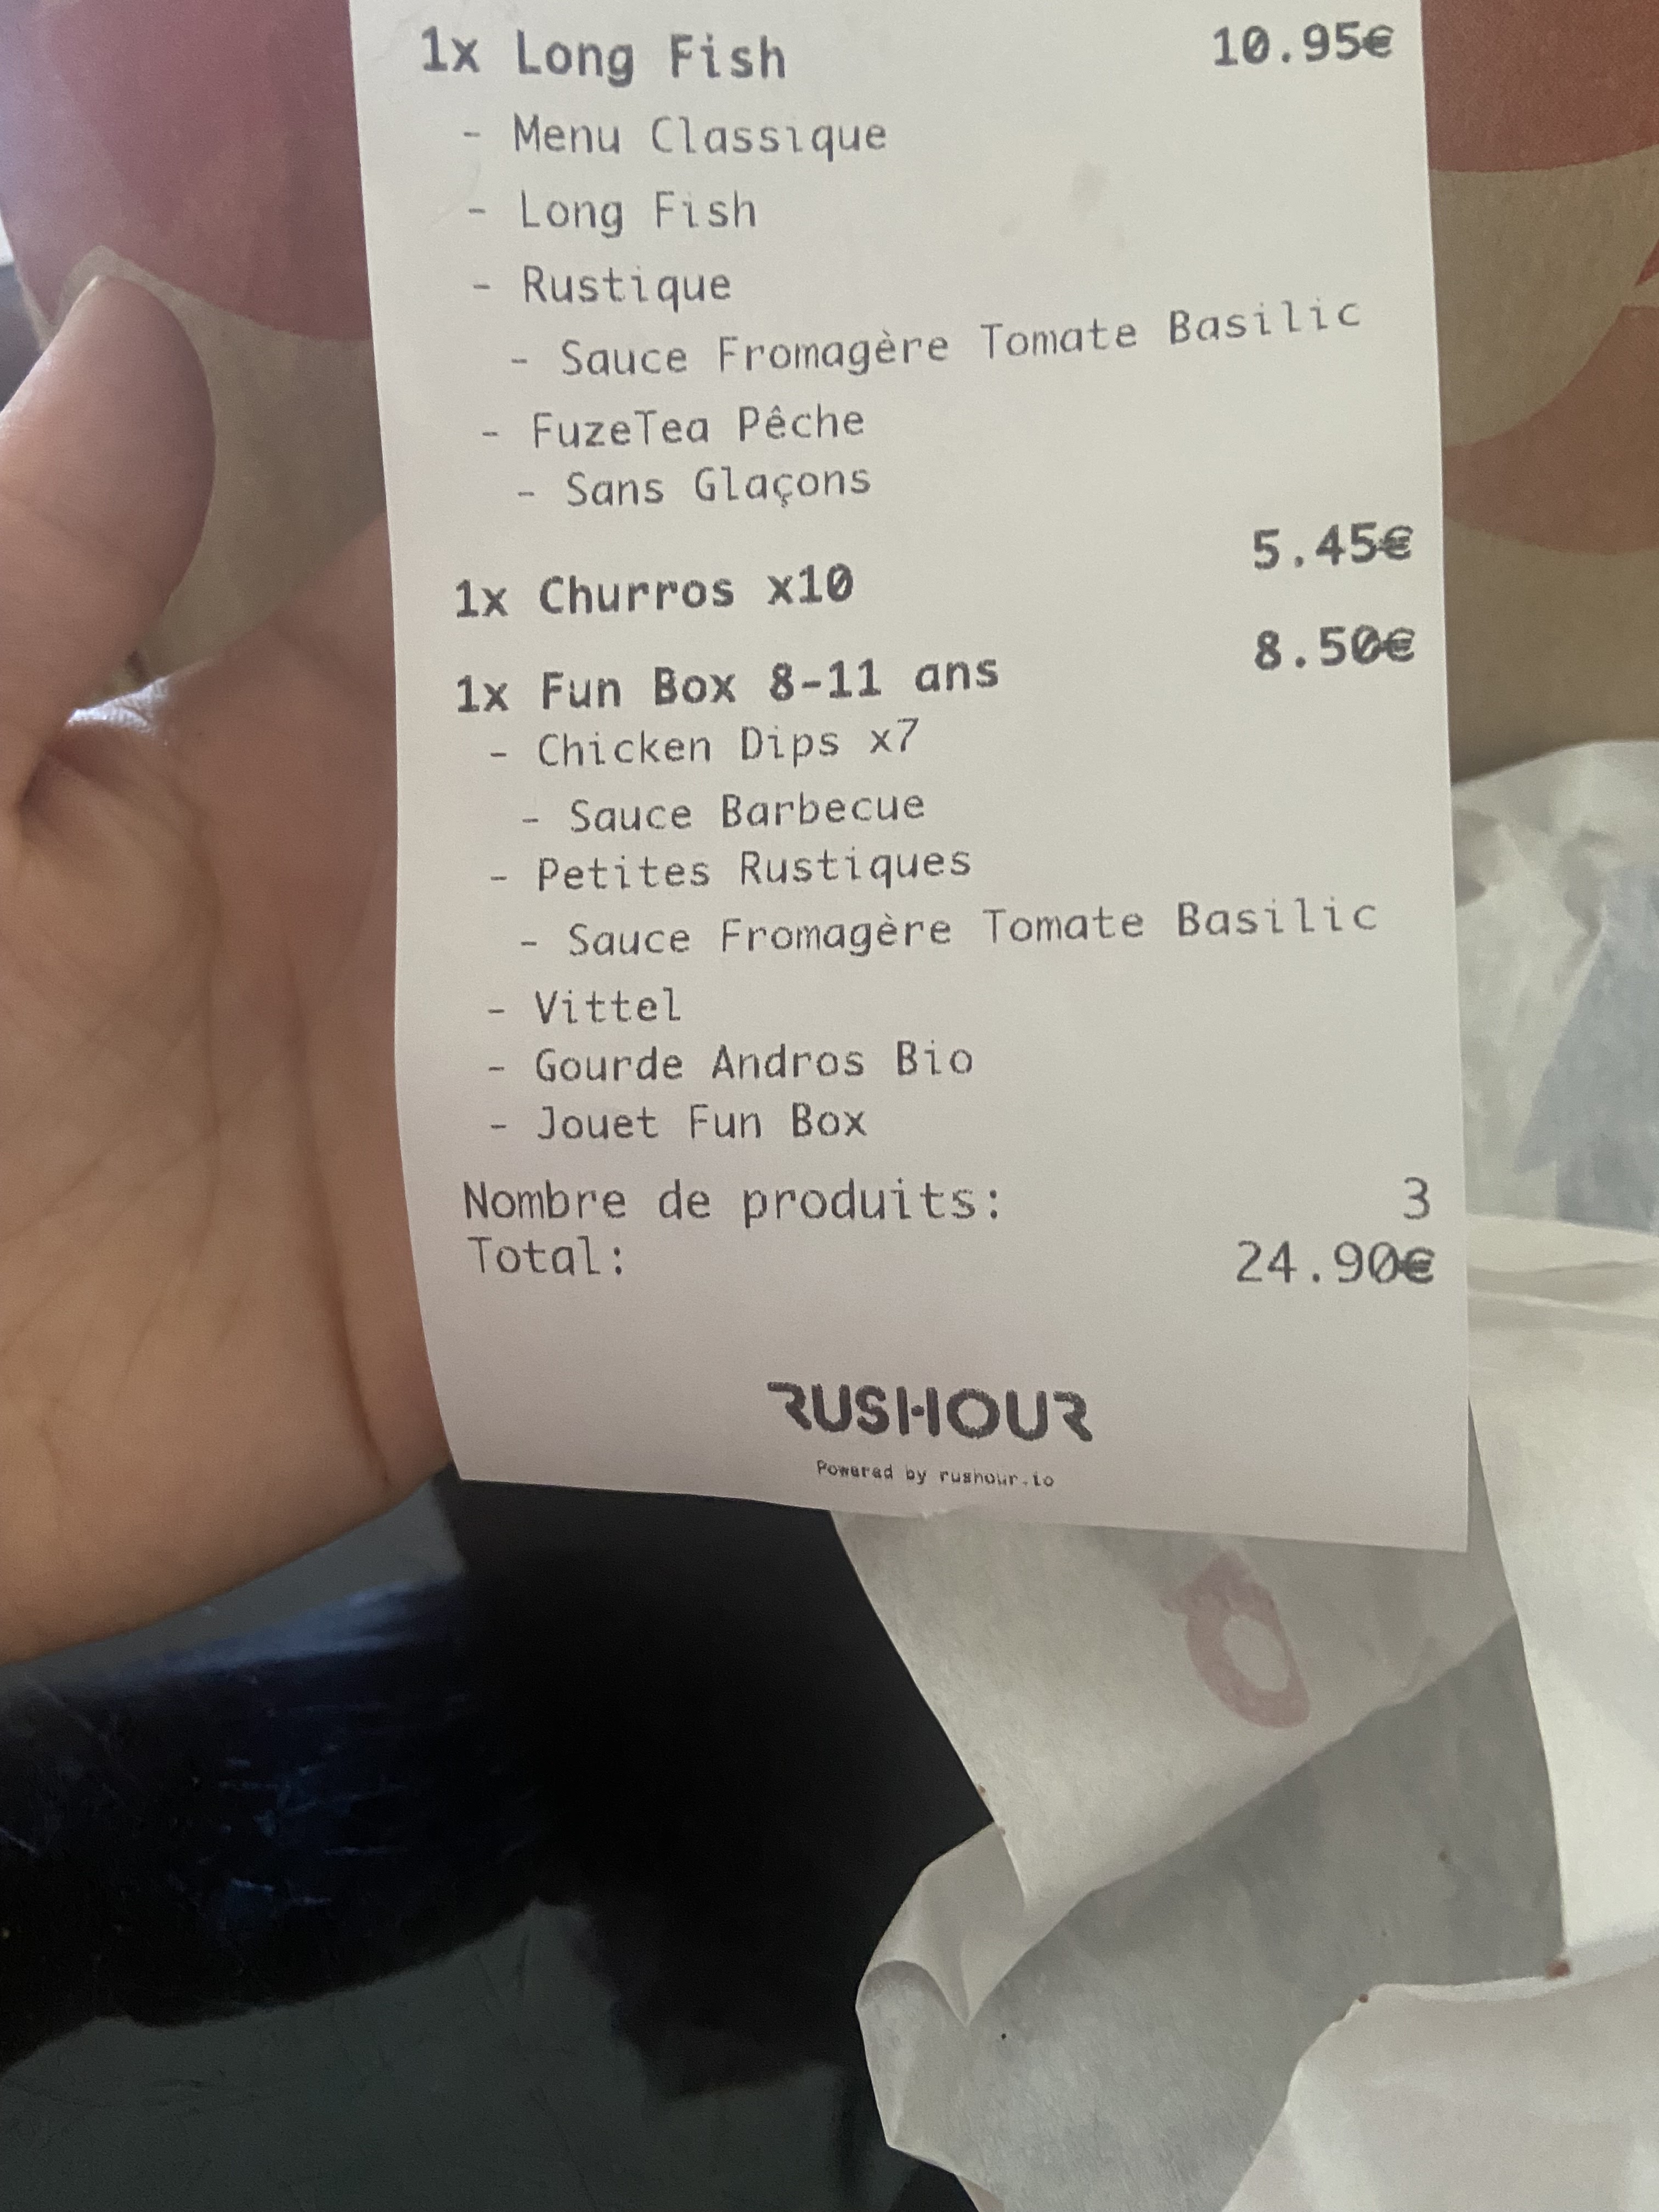 1x Long Fish 10.95€
- Menu Classique
- Long Fish
- Rustique
- Sauce Fromagère Tomate Basilic
- FuzeTea Pêche
- Sans Glaçons
1x Churros x10 5.45€
1x Fun Box 8-11 ans 8.50€
- Chicken Dips x7
- Sauce Barbecue
- Petites Rustiques
- Sauce Fromagère Tomate Basilic
- Vittel
- Gourde Andros Bio
- Jouet Fun Box
Nombre de produits: 3
Total: 24.90€
RUSHOUR
Powered by rushour.io